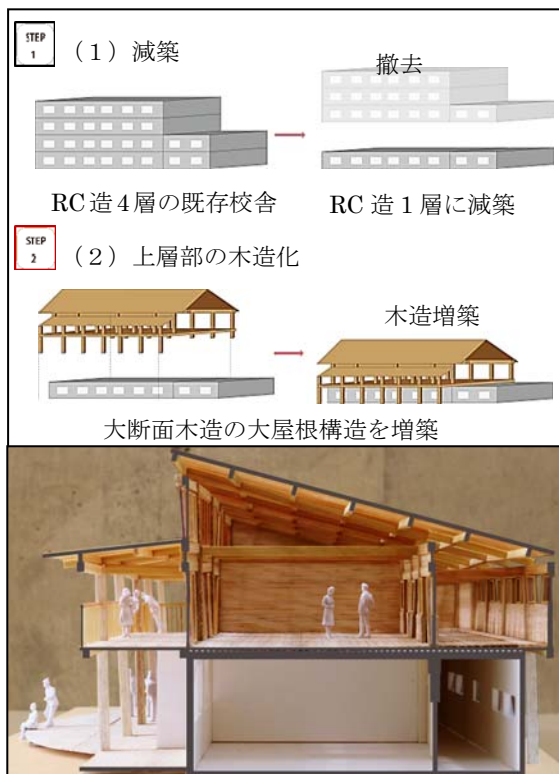 STEP
1
（１）減築
撤去
RC造4層の既存校舎
RC 造１層に減築
STEP
2
（２）上層部の木造化
木造増築
大断面木造の大屋根構造を増築